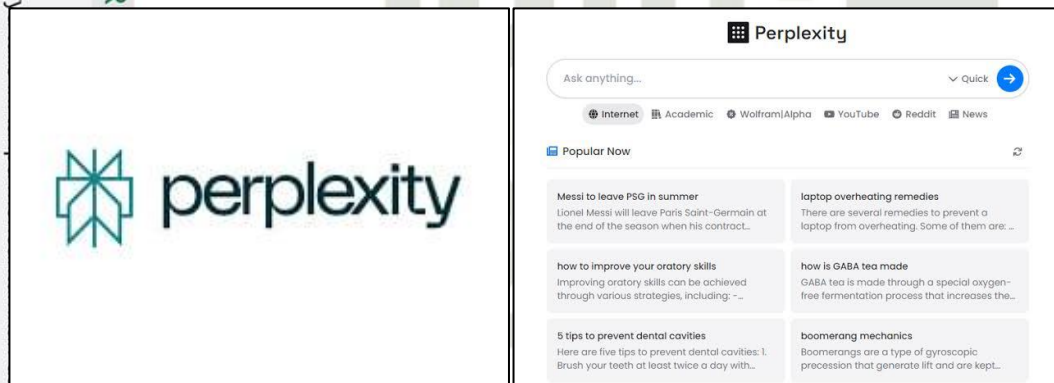 perplexity
Perplexity
Ask anything...
Quick
Internet Academic Wolfram|Alpha YouTube Reddit News
Popular Now
Messi to leave PSG in summer
Lionel Messi will leave Paris Saint-Germain at
the end of the season when his contract...
laptop overheating remedies
There are several remedies to prevent a
laptop from overheating. Some of them are: ...
how to improve your oratory skills
Improving oratory skills can be achieved
through various strategies, including: -...
how is GABA tea made
GABA tea is made through a special oxygen-
free fermentation process that increases the...
5 tips to prevent dental cavities
Here are five tips to prevent dental cavities: 1.
Brush your teeth at least twice a day with...
boomerang mechanics
Boomerangs are a type of gyroscopic
precession that generate lift and are kept...